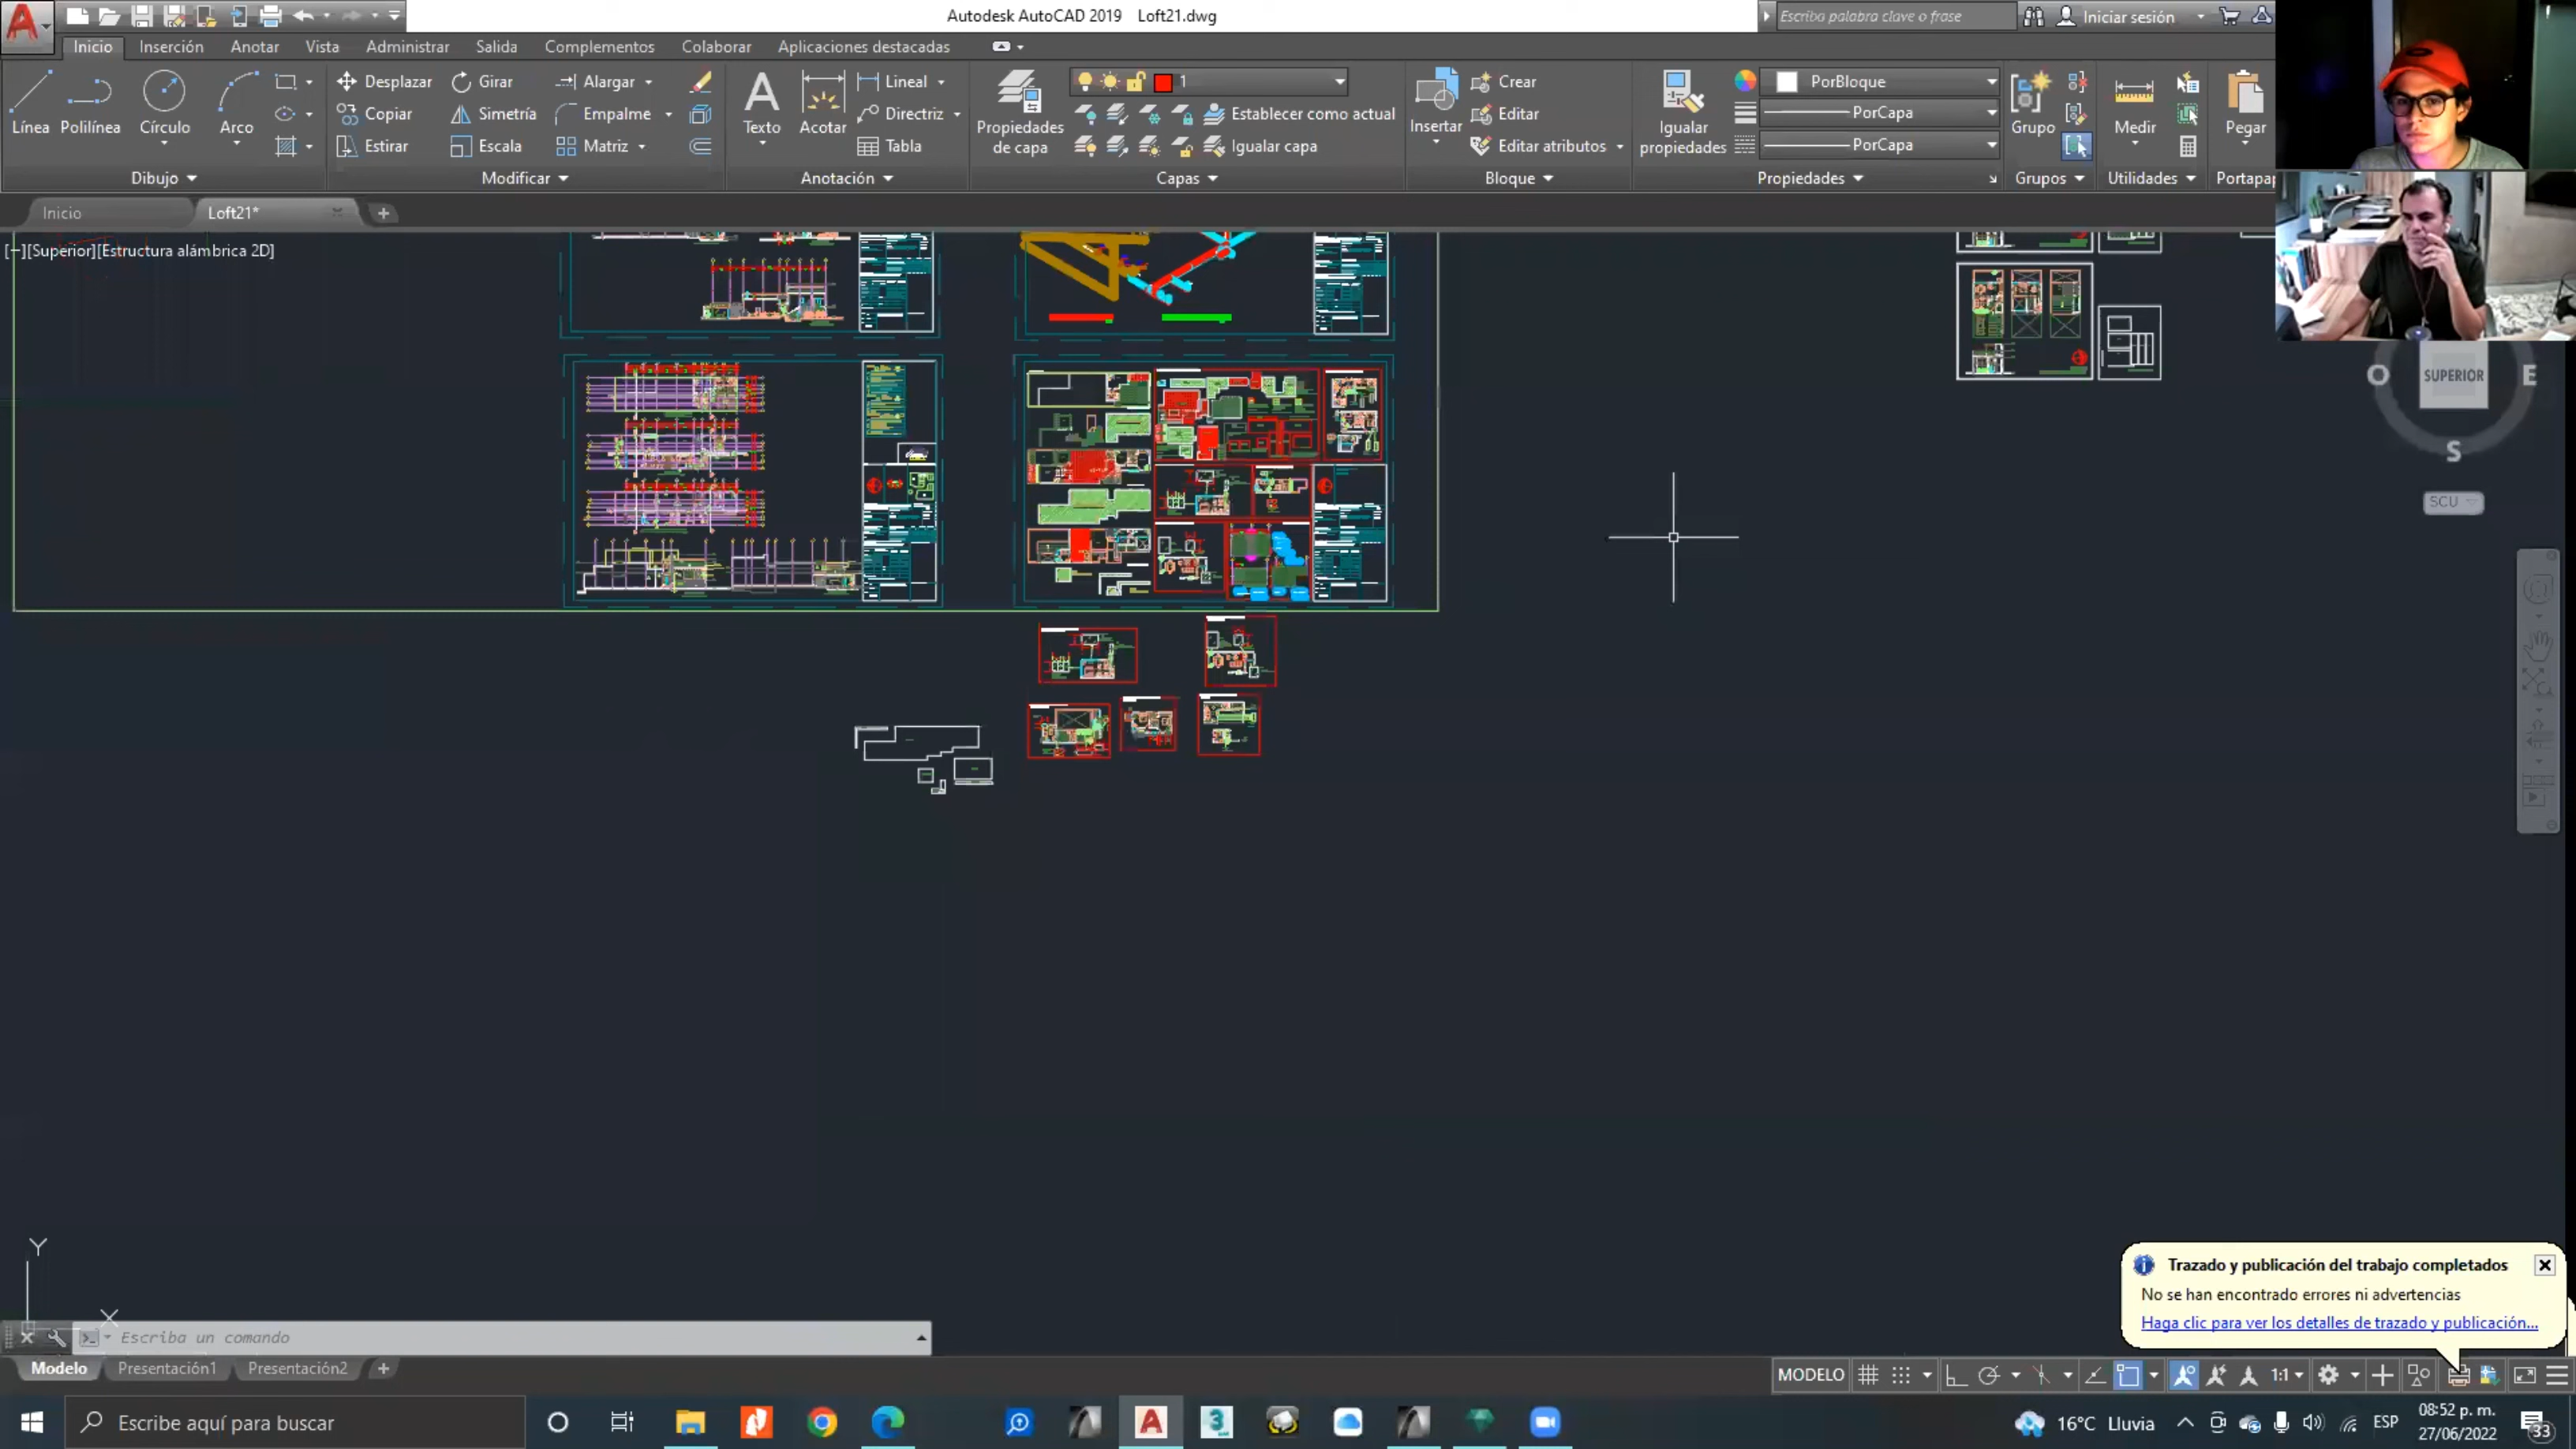 Autodesk AutoCAD 2019 Loft21.dwg
Escriba palabra clave o frase
Iniciar sesión
Inicio Inserción Anotar Vista Administrar Salida Complementos Colaborar Aplicaciones destacadas
Línea Polilínea Círculo Arco
Desplazar Girar Alargar
Copiar Simetría Empalme
Estirar Escala Matriz
Texto Acotar
Lineal
Directriz
Tabla
Propiedades de capa
1
Establecer como actual
Igualar capa
Insertar
Crear
Editar
Editar atributos
Igualar propiedades
PorBloque
PorCapa
PorCapa
Grupo
Medir
Pegar
Dibujo Modificar Anotación Capas Bloque Propiedades Grupos Utilidades Portapap
Inicio Loft21*
[−][Superior][Estructura alámbrica 2D]
O SUPERIOR E
S
SCU
Y
X
Escriba un comando
Trazado y publicación del trabajo completados
No se han encontrado errores ni advertencias
Haga clic para ver los detalles de trazado y publicación...
Modelo Presentación1 Presentación2
MODELO 1:1
Escribe aquí para buscar
16°C Lluvia
ESP
08:52 p. m.
27/06/2022
33